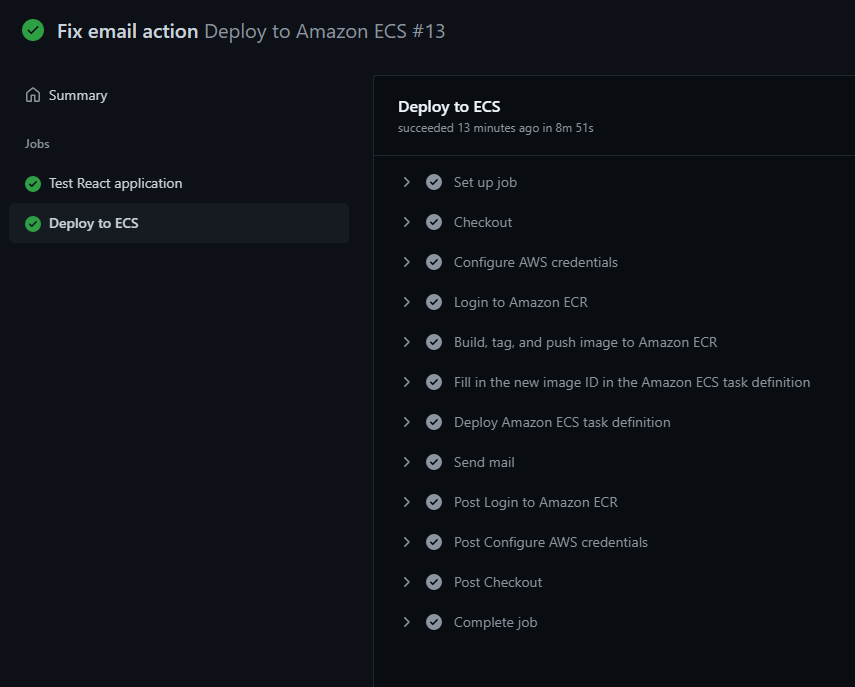 Fix email action Deploy to Amazon ECS #13
Summary
Jobs
Test React application
Deploy to ECS
Deploy to ECS
succeeded 13 minutes ago in 8m 51s
Set up job
Checkout
Configure AWS credentials
Login to Amazon ECR
Build, tag, and push image to Amazon ECR
Fill in the new image ID in the Amazon ECS task definition
Deploy Amazon ECS task definition
Send mail
Post Login to Amazon ECR
Post Configure AWS credentials
Post Checkout
Complete job